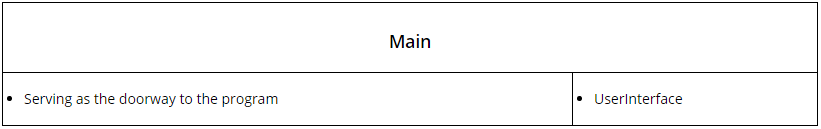 Main
• Serving as the doorway to the program
• UserInterface